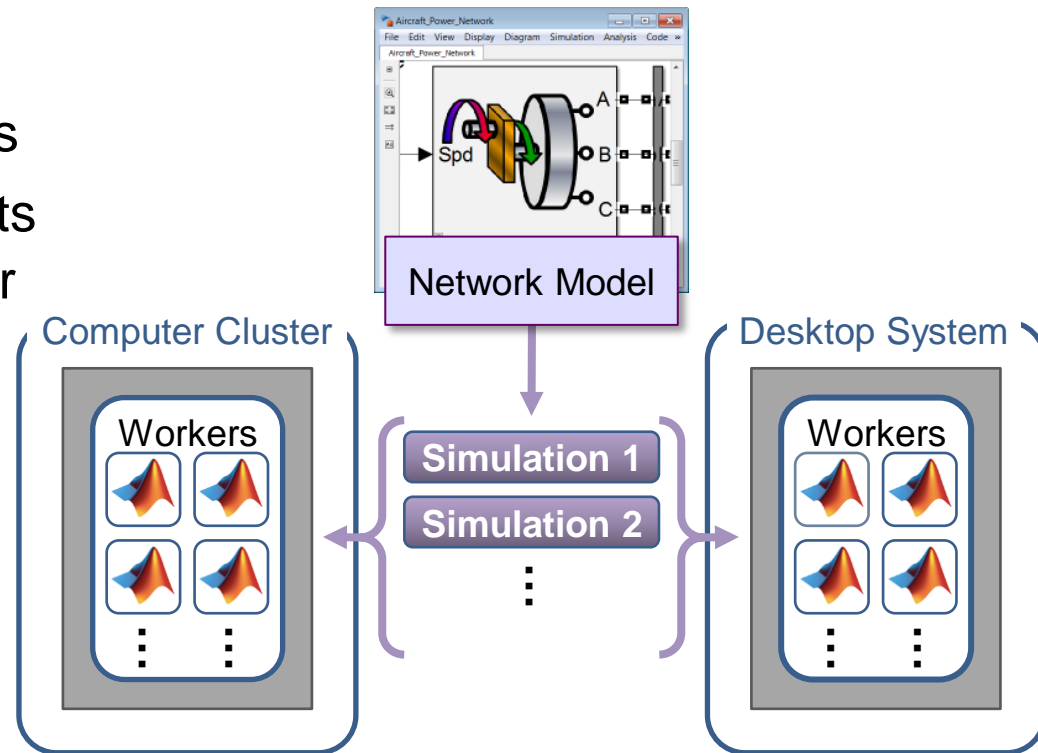 Aircraft_Power_Network
File Edit View Display Diagram Simulation Analysis Code »
Aircraft_Power_Network
s
ts
r
Spd
A
B
C
Network Model
Computer Cluster
Desktop System
Workers
Simulation 1
Simulation 2
⋮
Workers